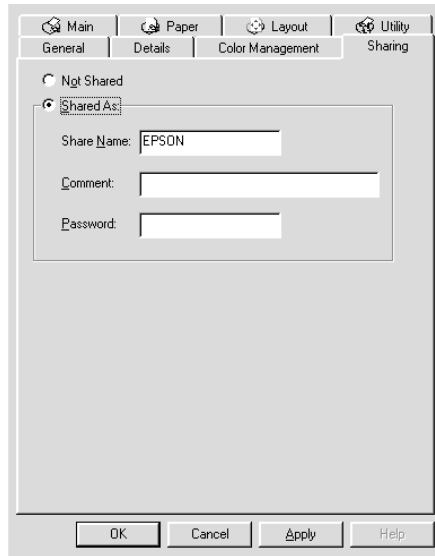 Main Paper Layout Utility
General Details Color Management Sharing
Not Shared
Shared As:
Share Name: EPSON
Comment:
Password:
OK Cancel Apply Help